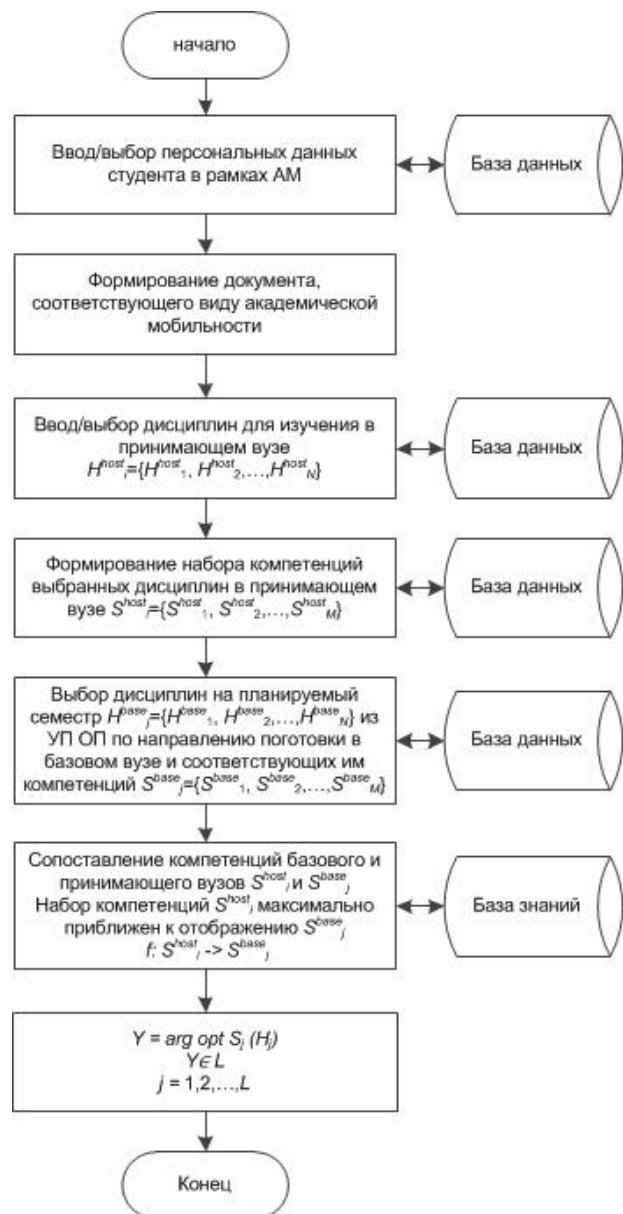 начало
Ввод/выбор персональных данных
студента в рамках АМ
База данных
Формирование документа,
соответствующего виду академической
мобильности
Ввод/выбор дисциплин для изучения в
принимающем вузе
H^host_i={H^host_1, H^host_2,...,H^host_N}
База данных
Формирование набора компетенций
выбранных дисциплин в принимающем
вузе S^host_j={S^host_1, S^host_2,...,S^host_M}
База данных
Выбор дисциплин на планируемый
семестр H^base_j={H^base_1, H^base_2,...,H^base_N} из
УП ОП по направлению поготовки в
базовом вузе и соответствующих им
компетенций S^base_j={S^base_1, S^base_2,...,S^base_M}
База данных
Сопоставление компетенций базового и
принимающего вузов S^host_i и S^base_j
Набор компетенций S^host_i максимально
приближен к отображению S^base_j
f: S^host_i -> S^base_j
База знаний
Y = arg opt S_j (H_j)
Y∈ L
j = 1,2,...,L
Конец